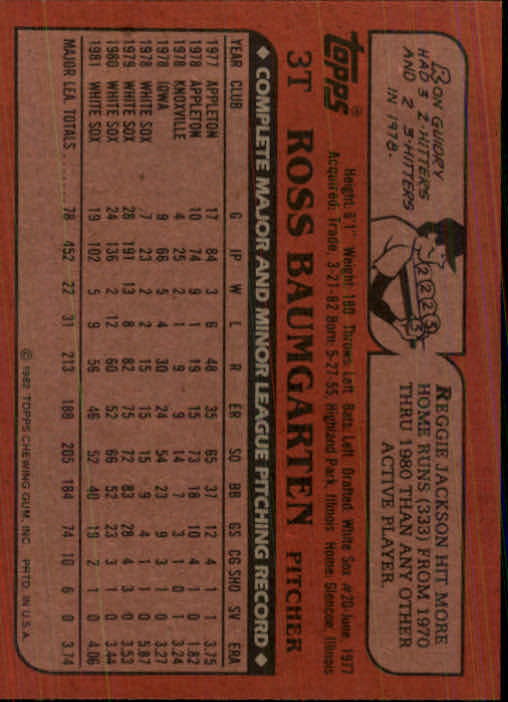 RON GUIDRY
HAD 3 2-HITTERS
AND 2 3-HITTERS
IN 1978.
2 2 2 3 3
REGGIE JACKSON HIT MORE
HOME RUNS (333) FROM 1970
THRU 1980 THAN ANY OTHER
ACTIVE PLAYER.
TOPPS®
Height: 6'1" Weight: 180 Throws: Left Bats: Left Drafted: White Sox #20-June, 1977
Acquired: Trade, 3-21-82 Born: 5-27-55, Highland Park, Illinois Home: Glencoe, Illinois
3T ROSS BAUMGARTEN PITCHER
◆ COMPLETE MAJOR AND MINOR LEAGUE PITCHING RECORD ◆
YEAR CLUB G IP W L R ER SO BB GS CG SHO SV ERA
1977 APPLETON 17 84 3 6 48 35 65 37 12 4 1 1 3.75
1978 APPLETON 10 74 9 1 19 15 73 18 10 4 1 0 1.82
1978 KNOXVILLE 4 25 2 1 9 9 14 7 3 1 0 1 3.24
1978 IOWA 9 66 5 4 30 24 54 23 9 3 1 0 3.27
1978 WHITE SOX 7 23 2 2 15 15 15 9 4 1 1 0 5.87
1979 WHITE SOX 28 191 13 8 82 75 72 83 28 4 3 0 3.53
1980 WHITE SOX 24 136 2 12 60 52 66 52 23 3 1 0 3.44
1981 WHITE SOX 19 102 5 9 56 46 52 40 19 2 1 0 4.06
MAJOR LEA. TOTALS ..... 78 452 22 31 213 188 205 184 74 10 6 0 3.74
© 1982 TOPPS CHEWING GUM, INC. PRTD. IN U.S.A.